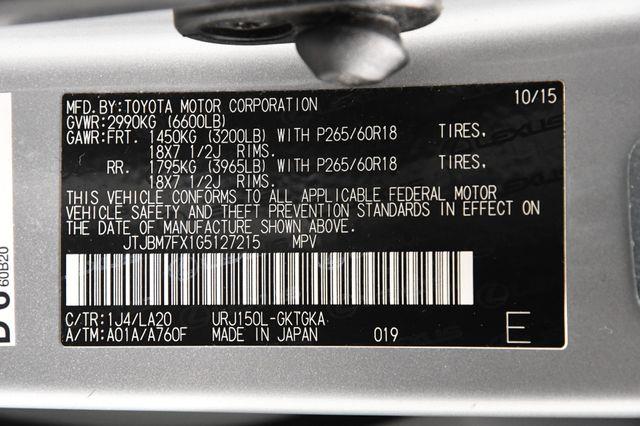 MFD.BY:TOYOTA MOTOR CORPORATION 10/15
GVWR:2990KG (6600LB)
GAWR:FRT. 1450KG (3200LB) WITH P265/60R18 TIRES.
18X7 1/2J RIMS.
RR. 1795KG (3965LB) WITH P265/60R18 TIRES.
18X7 1/2J RIMS.
THIS VEHICLE CONFORMS TO ALL APPLICABLE FEDERAL MOTOR
VEHICLE SAFETY AND THEFT PREVENTION STANDARDS IN EFFECT ON
THE DATE OF MANUFACTURE SHOWN ABOVE.
JTJBM7FX1G5127215 MPV
C/TR:1J4/LA20 URJ150L-GKTGKA
A/TM:A01A/A760F MADE IN JAPAN 019 E
60B20
LEXUS